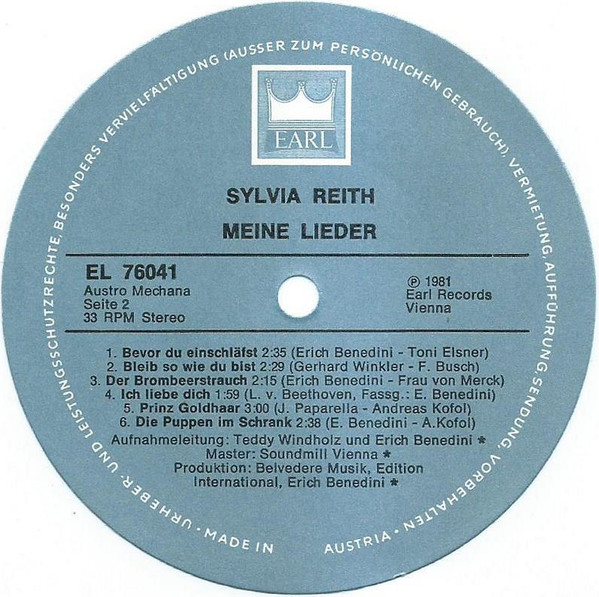 URHEBER- UND LEISTUNGSSCHUTZRECHTE, BESONDERS VERVIELFÄLTIGUNG (AUSSER ZUM PERSÖNLICHEN GEBRAUCH), VERMIETUNG, AUFFÜHRUNG, SENDUNG, VORBEHALTEN •
EARL
SYLVIA REITH
MEINE LIEDER
EL 76041
Austro Mechana
Seite 2
33 RPM Stereo
℗ 1981
Earl Records
Vienna
1. Bevor du einschläfst 2:35 (Erich Benedini - Toni Elsner)
2. Bleib so wie du bist 2:29 (Gerhard Winkler - F. Busch)
3. Der Brombeerstrauch 2:15 (Erich Benedini - Frau von Merck)
4. Ich liebe dich 1:59 (L. v. Beethoven, Fassg.: E. Benedini)
5. Prinz Goldhaar 3:00 (J. Paparella - Andreas Kofol)
6. Die Puppen im Schrank 2:38 (E. Benedini - A.Kofol)
Aufnahmeleitung: Teddy Windholz und Erich Benedini *
Master: Soundmill Vienna *
Produktion: Belvedere Musik, Edition
International, Erich Benedini *
• MADE IN AUSTRIA •